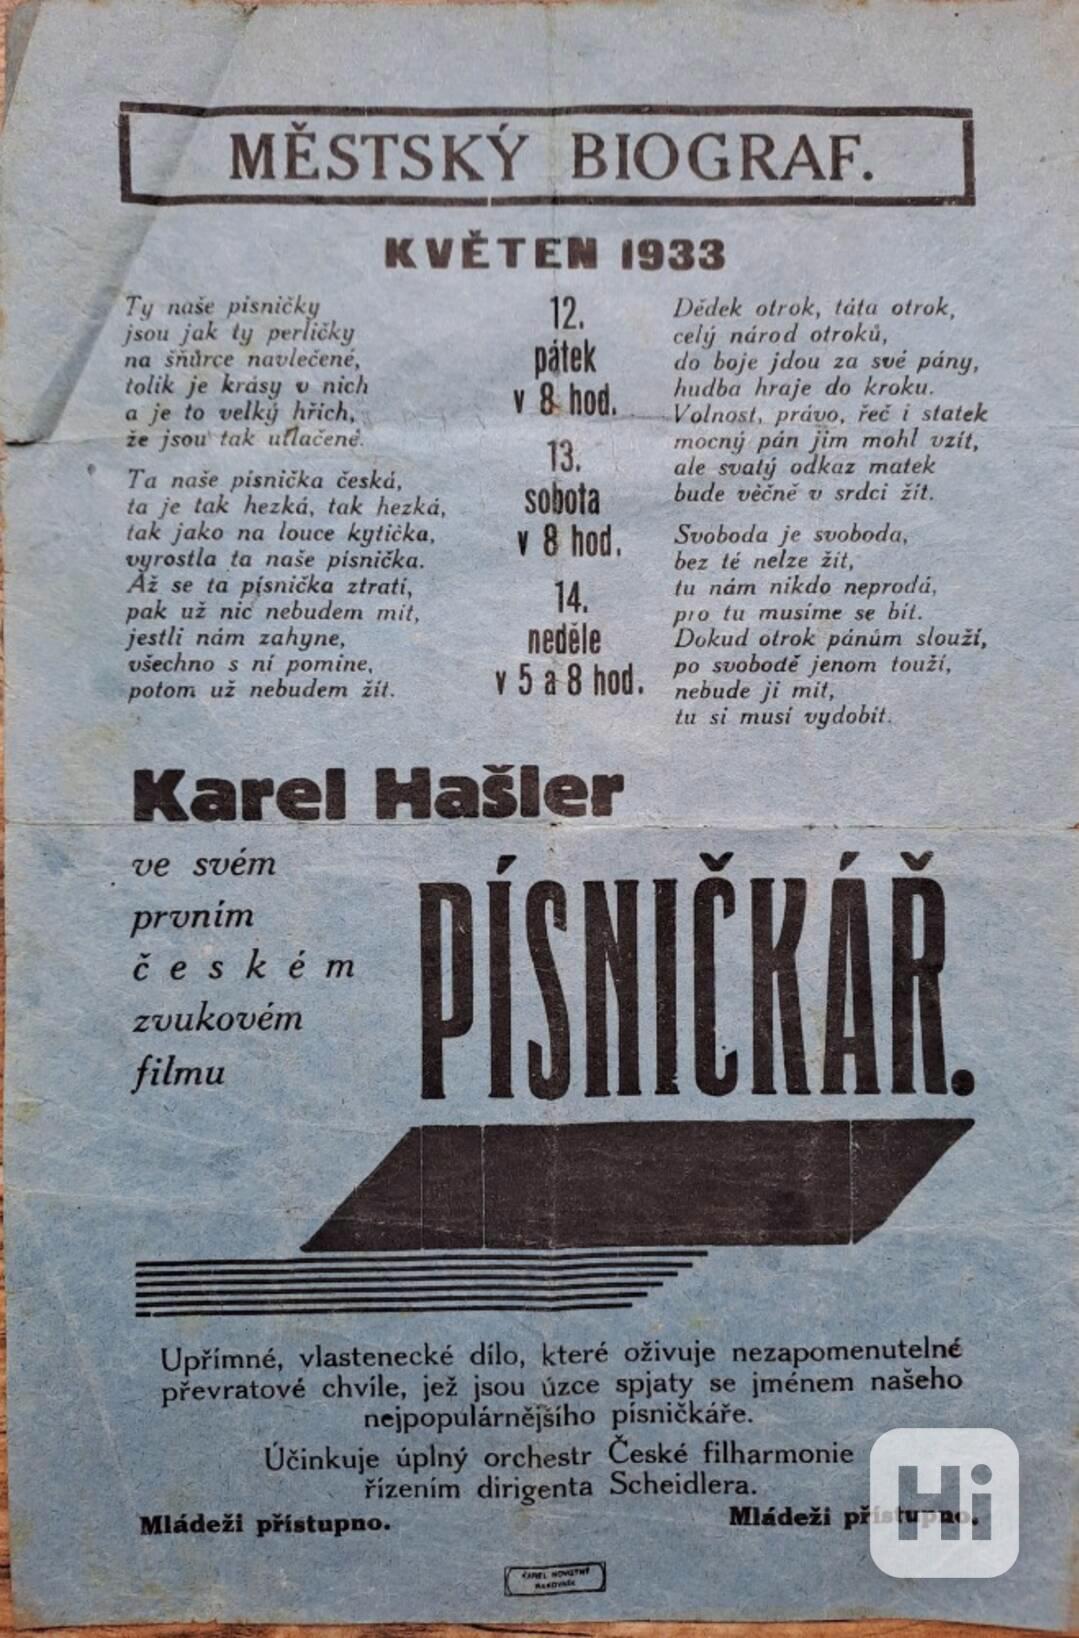 MĚSTSKÝ BIOGRAF.
KVĚTEN 1933
Ty naše písničky
jsou jak ty perličky
na šňůrce navlečené,
tolik je krásy v nich
a je to velký hřích,
že jsou tak utlačené.
Ta naše písnička česká,
ta je tak hezká, tak hezká,
tak jako na louce kytička,
vyrostla ta naše písnička.
Až se ta písnička ztratí,
pak už nic nebudem mít,
jestli nám zahyne,
všechno s ní pomine,
potom už nebudem žít.
12.
pátek
v 8 hod.
13.
sobota
v 8 hod.
14.
neděle
v 5 a 8 hod.
Dědek otrok, táta otrok,
celý národ otroků,
do boje jdou za své pány,
hudba hraje do kroku.
Volnost, právo, řeč i statek
mocný pán jim mohl vzít,
ale svatý odkaz matek
bude věčně v srdci žít.
Svoboda je svoboda,
bez té nelze žít,
tu nám nikdo neprodá,
pro tu musíme se bít.
Dokud otrok pánům slouží,
po svobodě jenom touží,
nebude ji mít,
tu si musí vydobít.
Karel Hašler
ve svém
prvním
českém
zvukovém
filmu
PÍSNIČKÁŘ.
Upřímné, vlastenecké dílo, které oživuje nezapomenutelné
převratové chvíle, jež jsou úzce spjaty se jménem našeho
nejpopulárnějšího písničkáře.
Účinkuje úplný orchestr České filharmonie
řízením dirigenta Scheidlera.
Mládeži přístupno.
Mládeži přístupno.
Hi
KAREL NOVOTNÝ
RAKOVNÍK